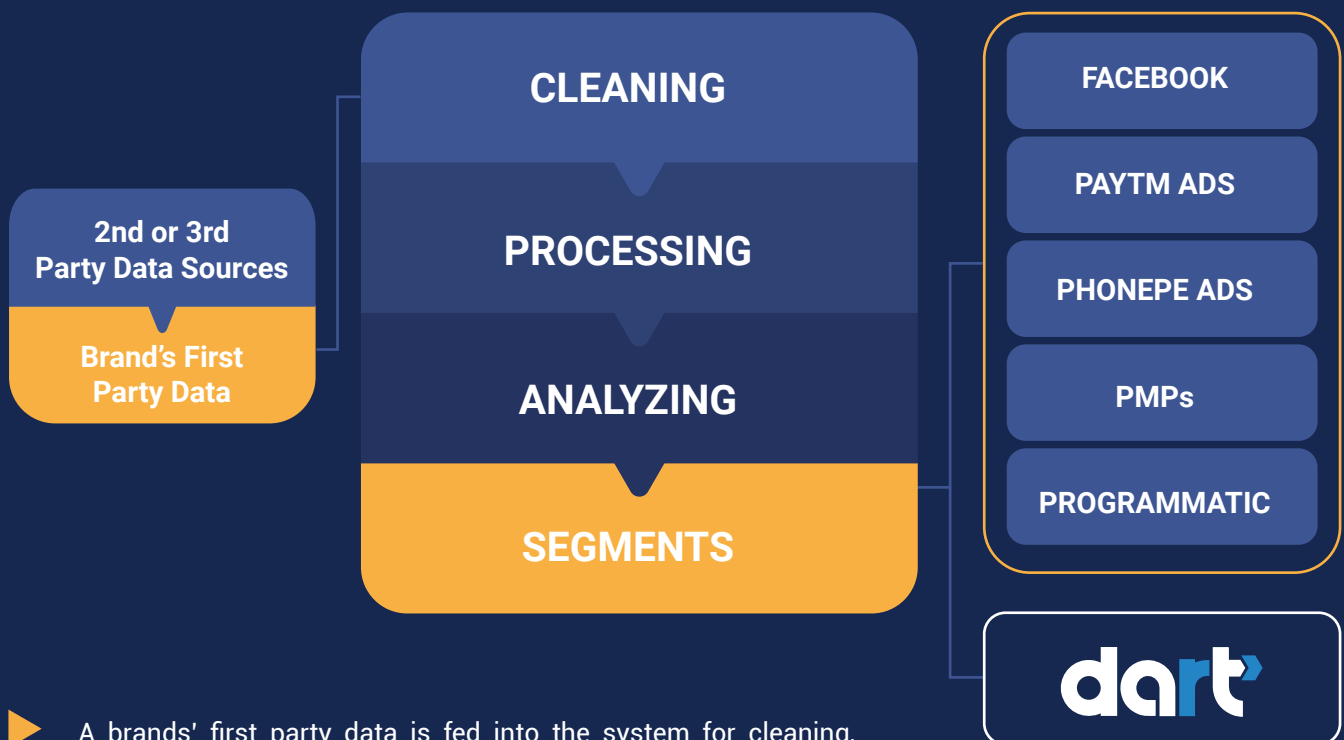 2nd or 3rd
Party Data Sources
Brand's First
Party Data
CLEANING
PROCESSING
ANALYZING
SEGMENTS
FACEBOOK
PAYTM ADS
PHONEPE ADS
PMPs
PROGRAMMATIC
dart
A brands' first party data is fed into the system for cleaning.